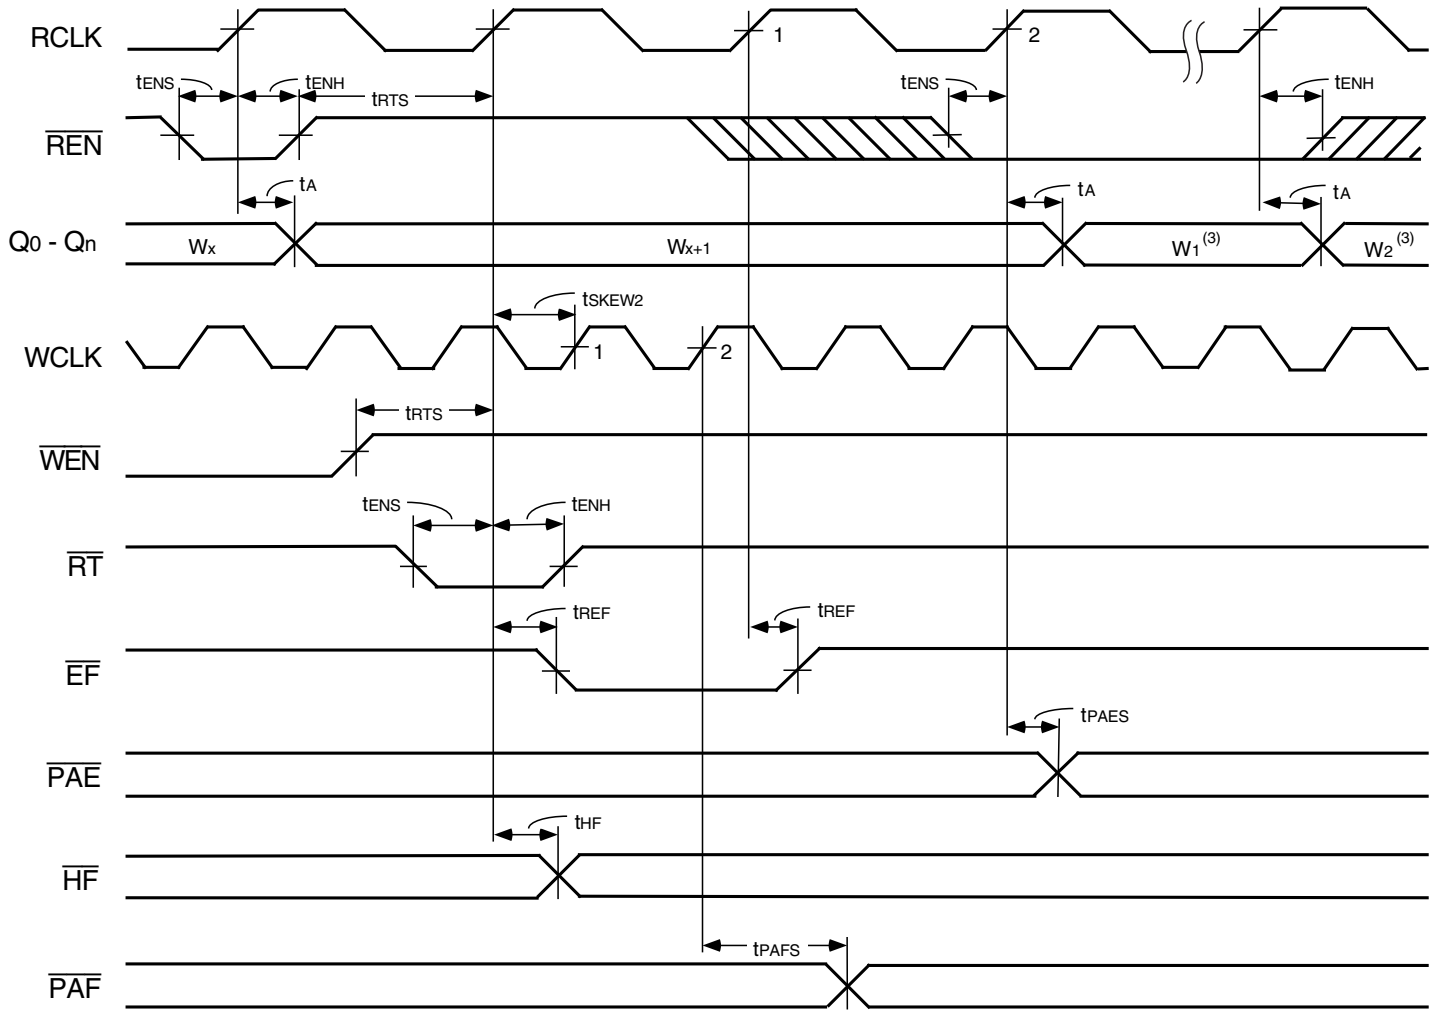 RCLK 1 2
tENS tENH tRTS tENS tENH
REN
tA tA tA
Q0 - Qn Wx Wx+1 W1(3) W2(3)
tSKEW2
WCLK 1 2
tRTS
WEN
tENS tENH
RT
tREF tREF
EF
tPAES
PAE
tHF
HF
tPAFS
PAF